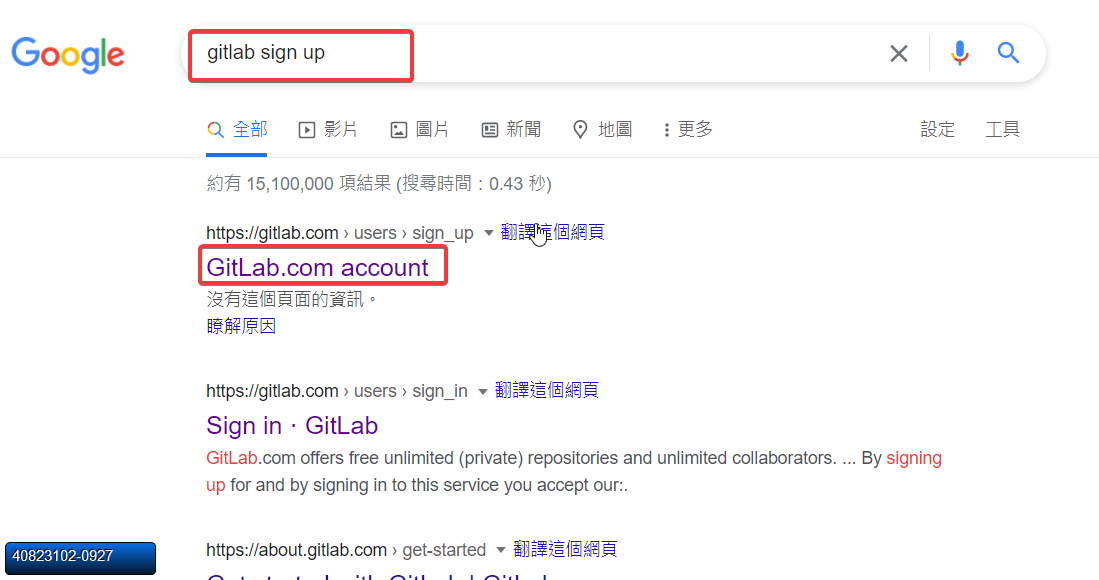 Google
gitlab sign up
全部 影片 圖片 新聞 地圖 更多 設定 工具
約有 15,100,000 項結果 (搜尋時間：0.43 秒)
https://gitlab.com › users › sign_up 翻譯這個網頁
GitLab.com account
沒有這個頁面的資訊。
瞭解原因
https://gitlab.com › users › sign_in 翻譯這個網頁
Sign in · GitLab
GitLab.com offers free unlimited (private) repositories and unlimited collaborators. ... By signing
up for and by signing in to this service you accept our:.
https://about.gitlab.com › get-started 翻譯這個網頁
40823102-0927